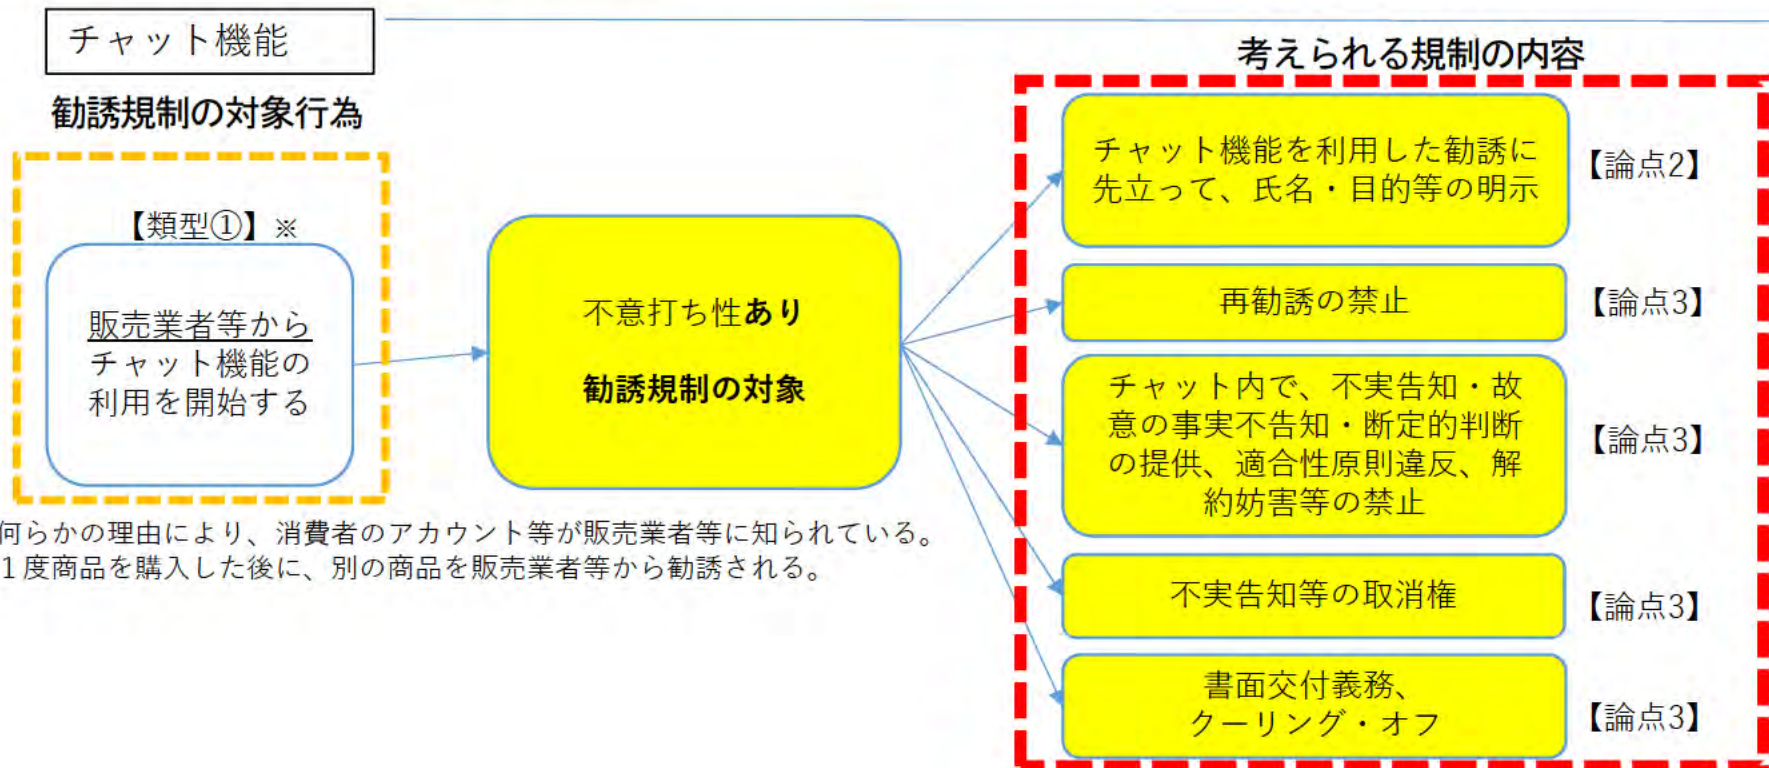 チャット機能
勧誘規制の対象行為
【類型①】※
販売業者等から
チャット機能の
利用を開始する
不意打ち性あり
勧誘規制の対象
考えられる規制の内容
チャット機能を利用した勧誘に
先立って、氏名・目的等の明示
【論点2】
再勧誘の禁止
【論点3】
チャット内で、不実告知・故
意の事実不告知・断定的判断
の提供、適合性原則違反、解
約妨害等の禁止
【論点3】
不実告知等の取消権
【論点3】
書面交付義務、
クーリング・オフ
【論点3】
何らかの理由により、消費者のアカウント等が販売業者等に知られている。
１度商品を購入した後に、別の商品を販売業者等から勧誘される。